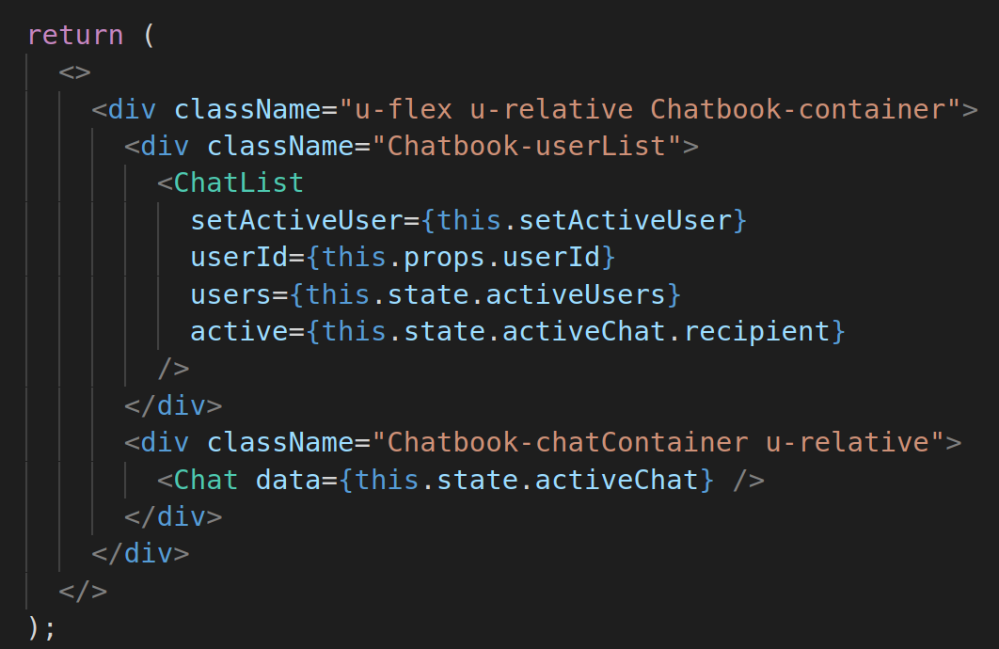 return (
<>
<div className="u-flex u-relative Chatbook-container">
<div className="Chatbook-userList">
<ChatList
setActiveUser={this.setActiveUser}
userId={this.props.userId}
users={this.state.activeUsers}
active={this.state.activeChat.recipient}
/>
</div>
<div className="Chatbook-chatContainer u-relative">
<Chat data={this.state.activeChat} />
</div>
</div>
</>
);